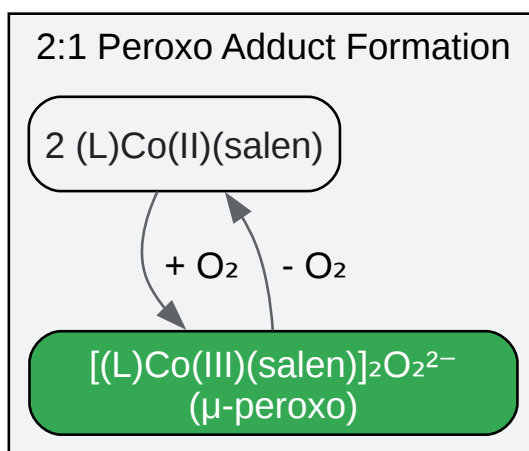 2:1 Peroxo Adduct Formation
2 (L)Co(II)(salen)
+ O₂
- O₂
[(L)Co(III)(salen)]₂O₂²⁻
(μ-peroxo)